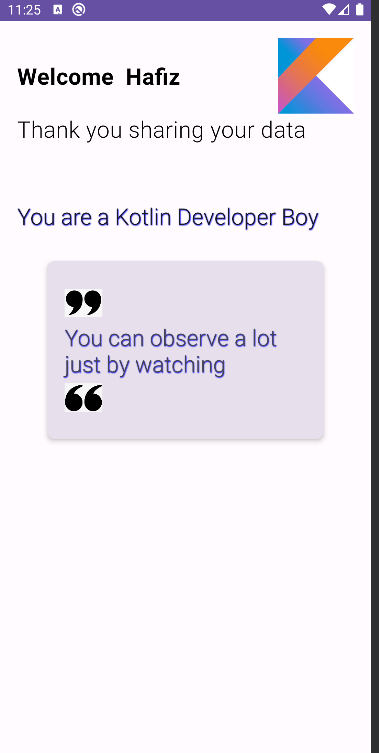 11:25
Welcome  Hafiz
Thank you sharing your data
You are a Kotlin Developer Boy
”
You can observe a lot
just by watching
“